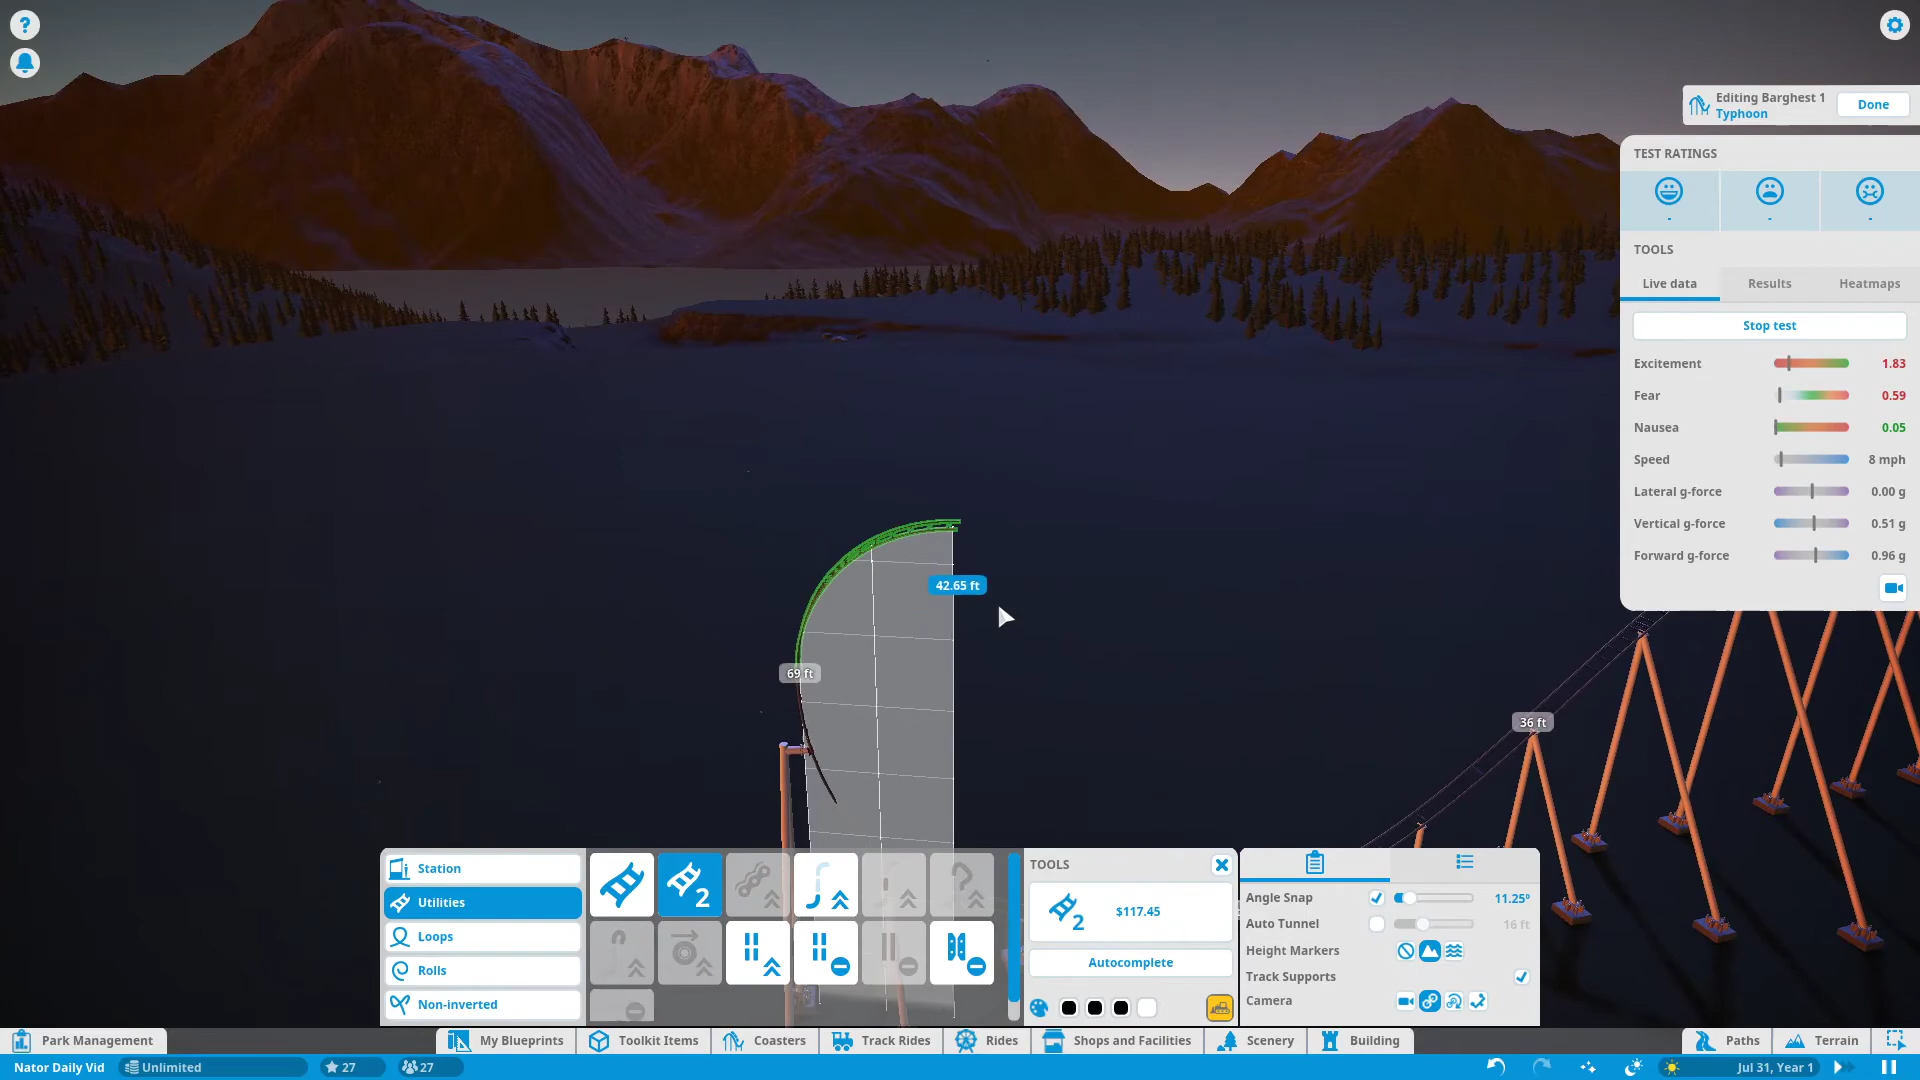 ?
Editing Barghest 1
Typhoon
Done
TEST RATINGS
-
-
-
TOOLS
Live data
Results
Heatmaps
Stop test
Excitement
1.83
Fear
0.59
Nausea
0.05
Speed
8 mph
Lateral g-force
0.00 g
Vertical g-force
0.51 g
Forward g-force
0.96 g
42.65 ft
69 ft
36 ft
Station
Utilities
Loops
Rolls
Non-inverted
2
TOOLS
2
$117.45
Autocomplete
Angle Snap
11.25º
Auto Tunnel
16 ft
Height Markers
Track Supports
Camera
Park Management
My Blueprints
Toolkit Items
Coasters
Track Rides
Rides
Shops and Facilities
Scenery
Building
Paths
Terrain
Nator Daily Vid
Unlimited
27
27
Jul 31, Year 1